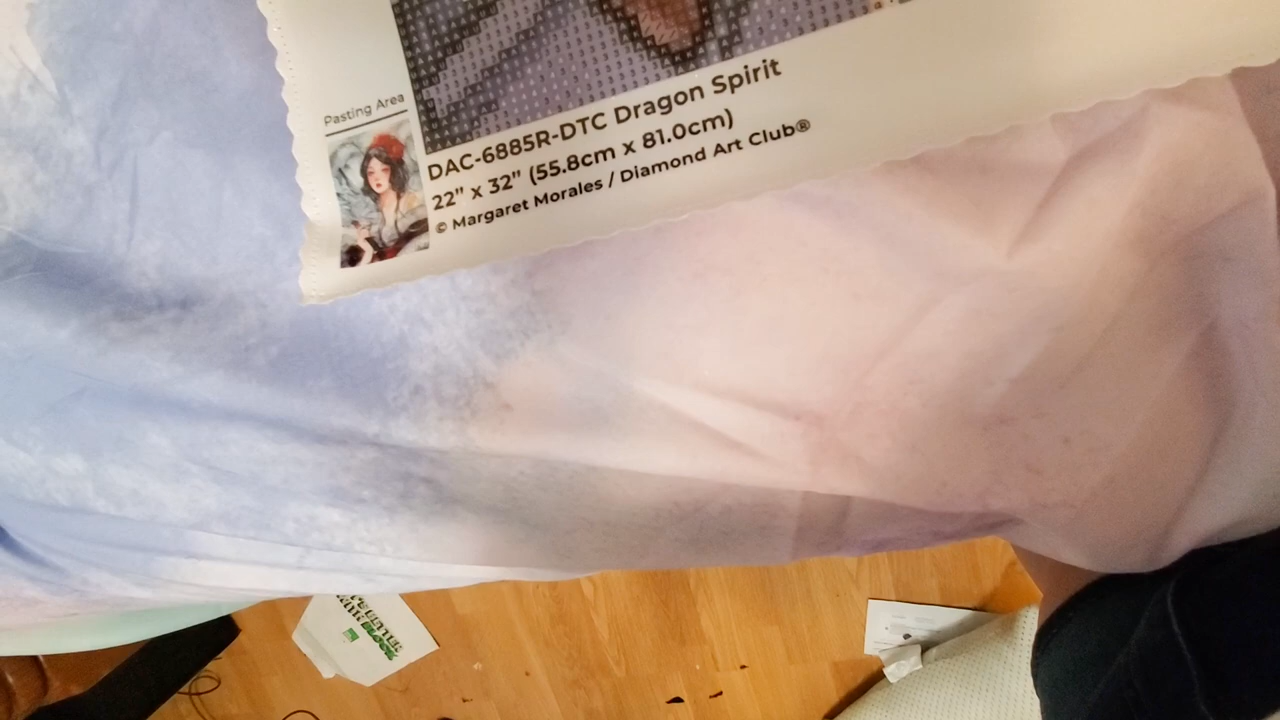 Pasting Area
DAC-6885R-DTC Dragon Spirit
22" x 32" (55.8cm x 81.0cm)
© Margaret Morales / Diamond Art Club®